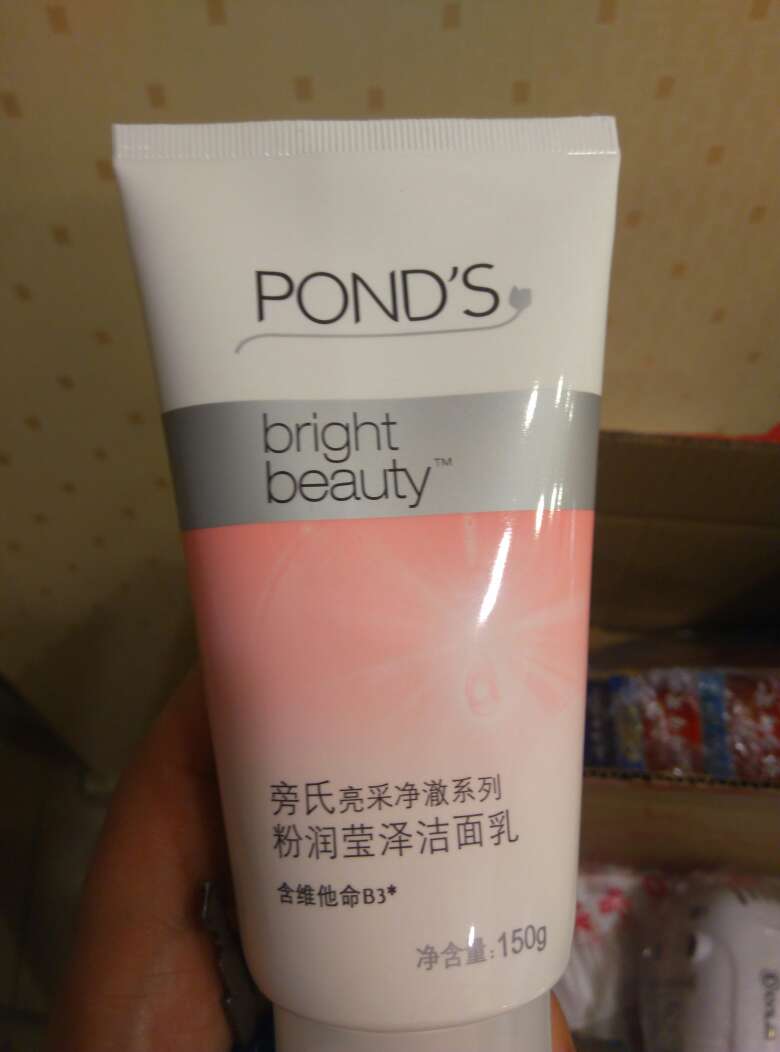 POND'S
bright
beauty™
旁氏亮采净澈系列
粉润莹泽洁面乳
含维他命B3*
净含量:150g